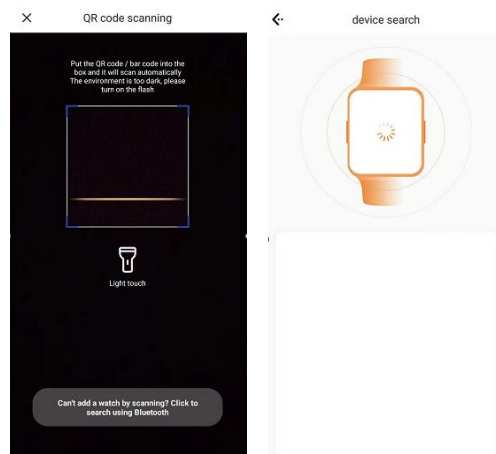 QR code scanning
Put the QR code / bar code into the
box and it will scan automatically
The environment is too dark, please
turn on the flash
Light touch
Can't add a watch by scanning? Click to
search using Bluetooth
device search